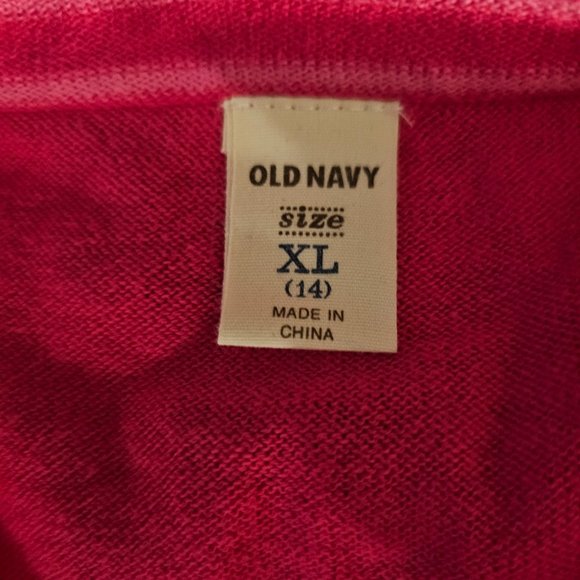 OLD NAVY
size
XL
(14)
MADE IN
CHINA